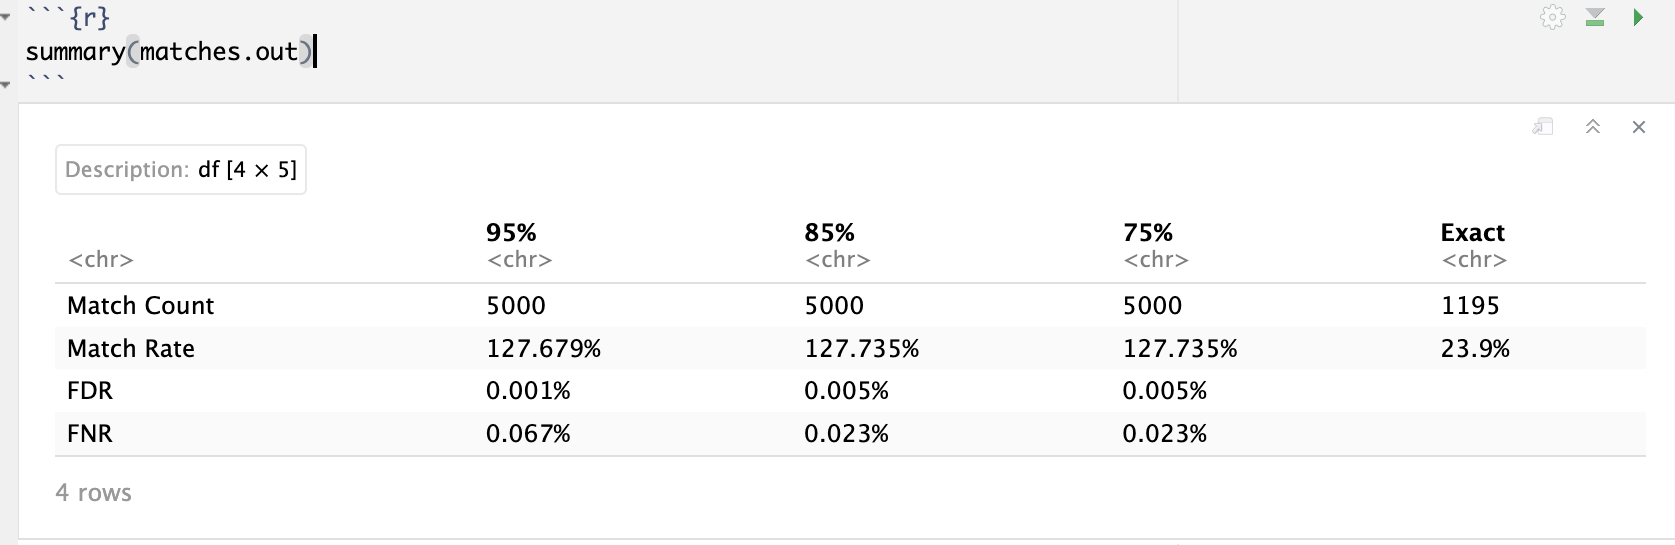 ```{r}
summary(matches.out)
```
Description: df [4 × 5]
95% 85% 75% Exact
<chr> <chr> <chr> <chr> <chr>
Match Count 5000 5000 5000 1195
Match Rate 127.679% 127.735% 127.735% 23.9%
FDR 0.001% 0.005% 0.005%
FNR 0.067% 0.023% 0.023%
4 rows